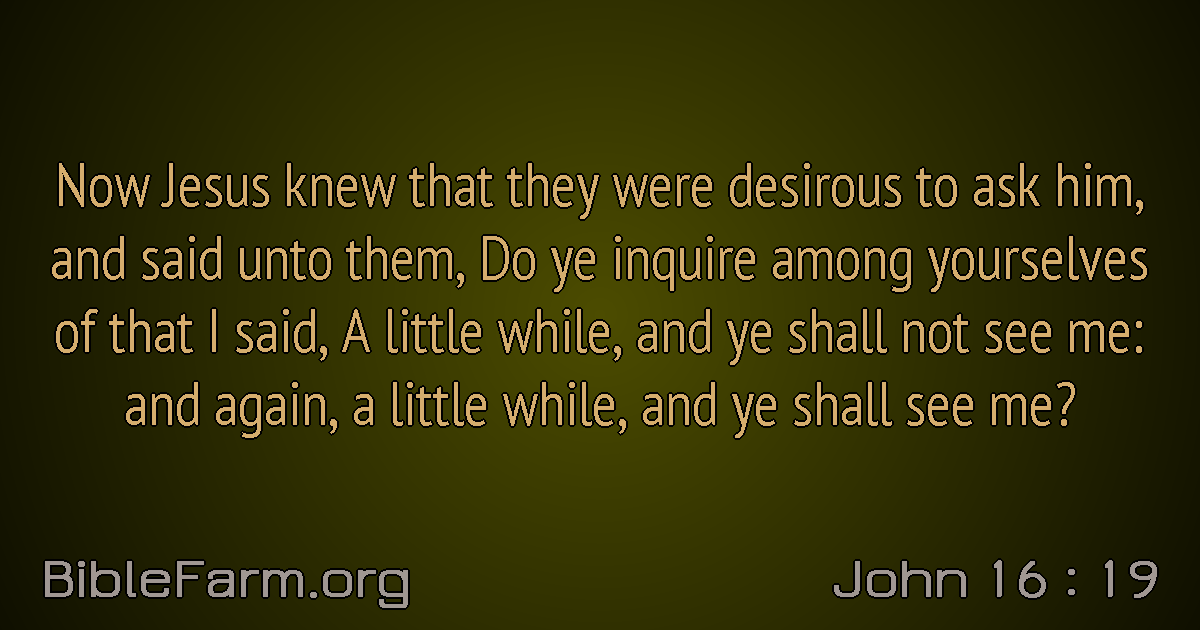 Now Jesus knew that they were desirous to ask him,
and said unto them, Do ye inquire among yourselves
of that I said, A little while, and ye shall not see me:
and again, a little while, and ye shall see me?
BibleFarm.org
John 16 : 19